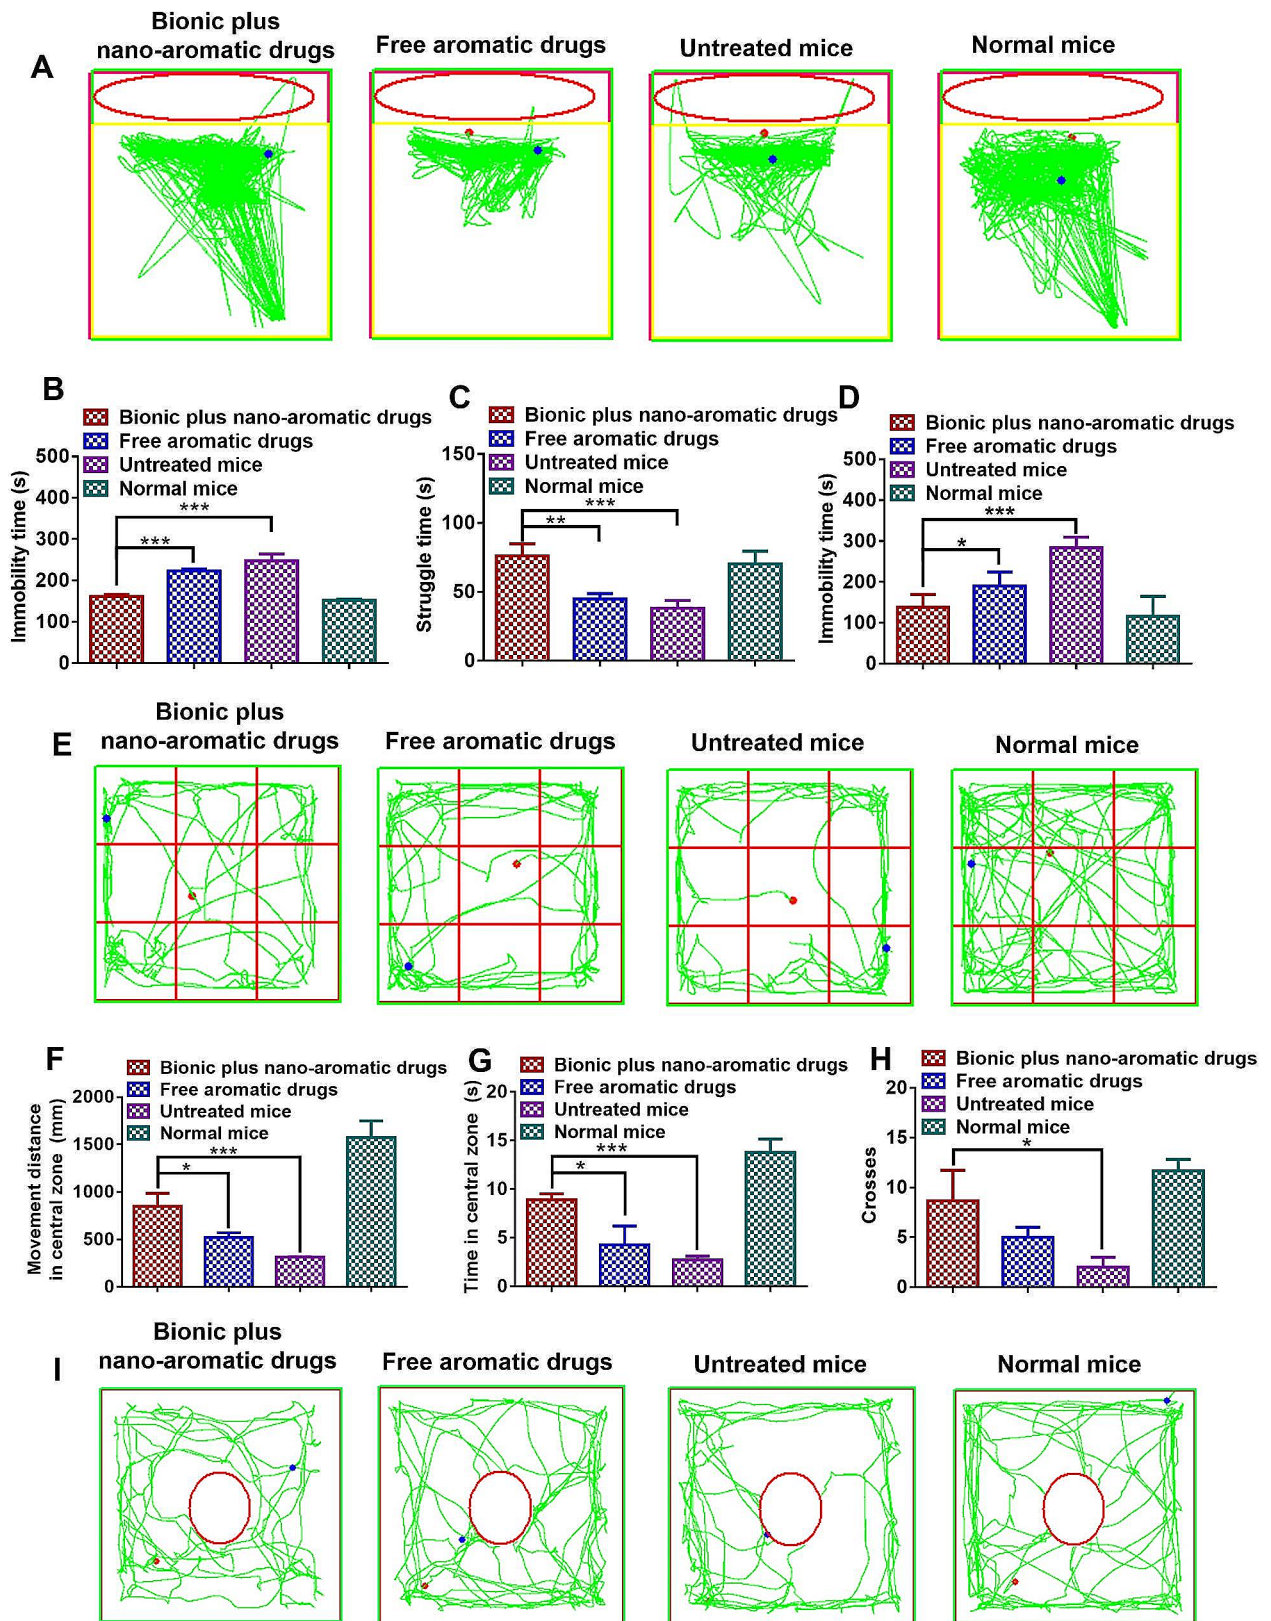 Bionic plus
nano-aromatic drugs
Free aromatic drugs
Untreated mice
Normal mice
A
B
Bionic plus nano-aromatic drugs
Free aromatic drugs
Untreated mice
Normal mice
Immobility time (s)
500
400
300
200
100
0
***
***
C
Bionic plus nano-aromatic drugs
Free aromatic drugs
Untreated mice
Normal mice
Struggle time (s)
150
100
50
0
***
**
D
Bionic plus nano-aromatic drugs
Free aromatic drugs
Untreated mice
Normal mice
Immobility time (s)
500
400
300
200
100
0
***
*
E
Bionic plus
nano-aromatic drugs
Free aromatic drugs
Untreated mice
Normal mice
F
Bionic plus nano-aromatic drugs
Free aromatic drugs
Untreated mice
Normal mice
Movement distance
in central zone (mm)
2000
1500
1000
500
0
***
*
G
Bionic plus nano-aromatic drugs
Free aromatic drugs
Untreated mice
Normal mice
Time in central zone (s)
20
15
10
5
0
***
*
H
Bionic plus nano-aromatic drugs
Free aromatic drugs
Untreated mice
Normal mice
Crosses
20
15
10
5
0
*
I
Bionic plus
nano-aromatic drugs
Free aromatic drugs
Untreated mice
Normal mice